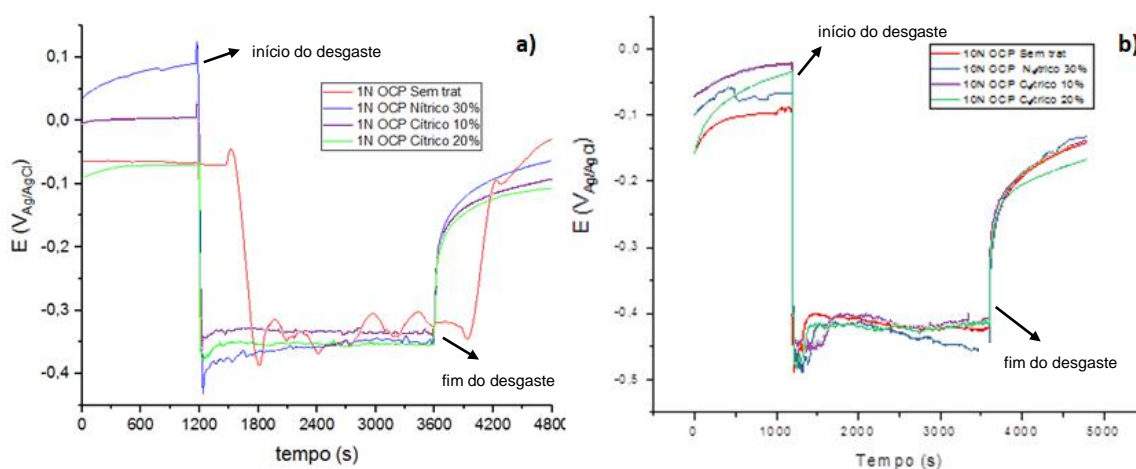 a)
início do desgaste
1N OCP Sem trat
1N OCP Nítrico 30%
1N OCP Cítrico 10%
1N OCP Cítrico 20%
fim do desgaste
E (V_Ag/AgCl)
0,1
0,0
-0,1
-0,2
-0,3
-0,4
0 600 1200 1800 2400 3000 3600 4200 4800
tempo (s)
b)
início do desgaste
10N OCP Sem trat
10N OCP N√trico 30%
10N OCP C√trico 10%
10N OCP C√trico 20%
fim do desgaste
E (V_Ag/AgCl)
0.0
-0.1
-0.2
-0.3
-0.4
-0.5
0 1000 2000 3000 4000 5000
Tempo (s)